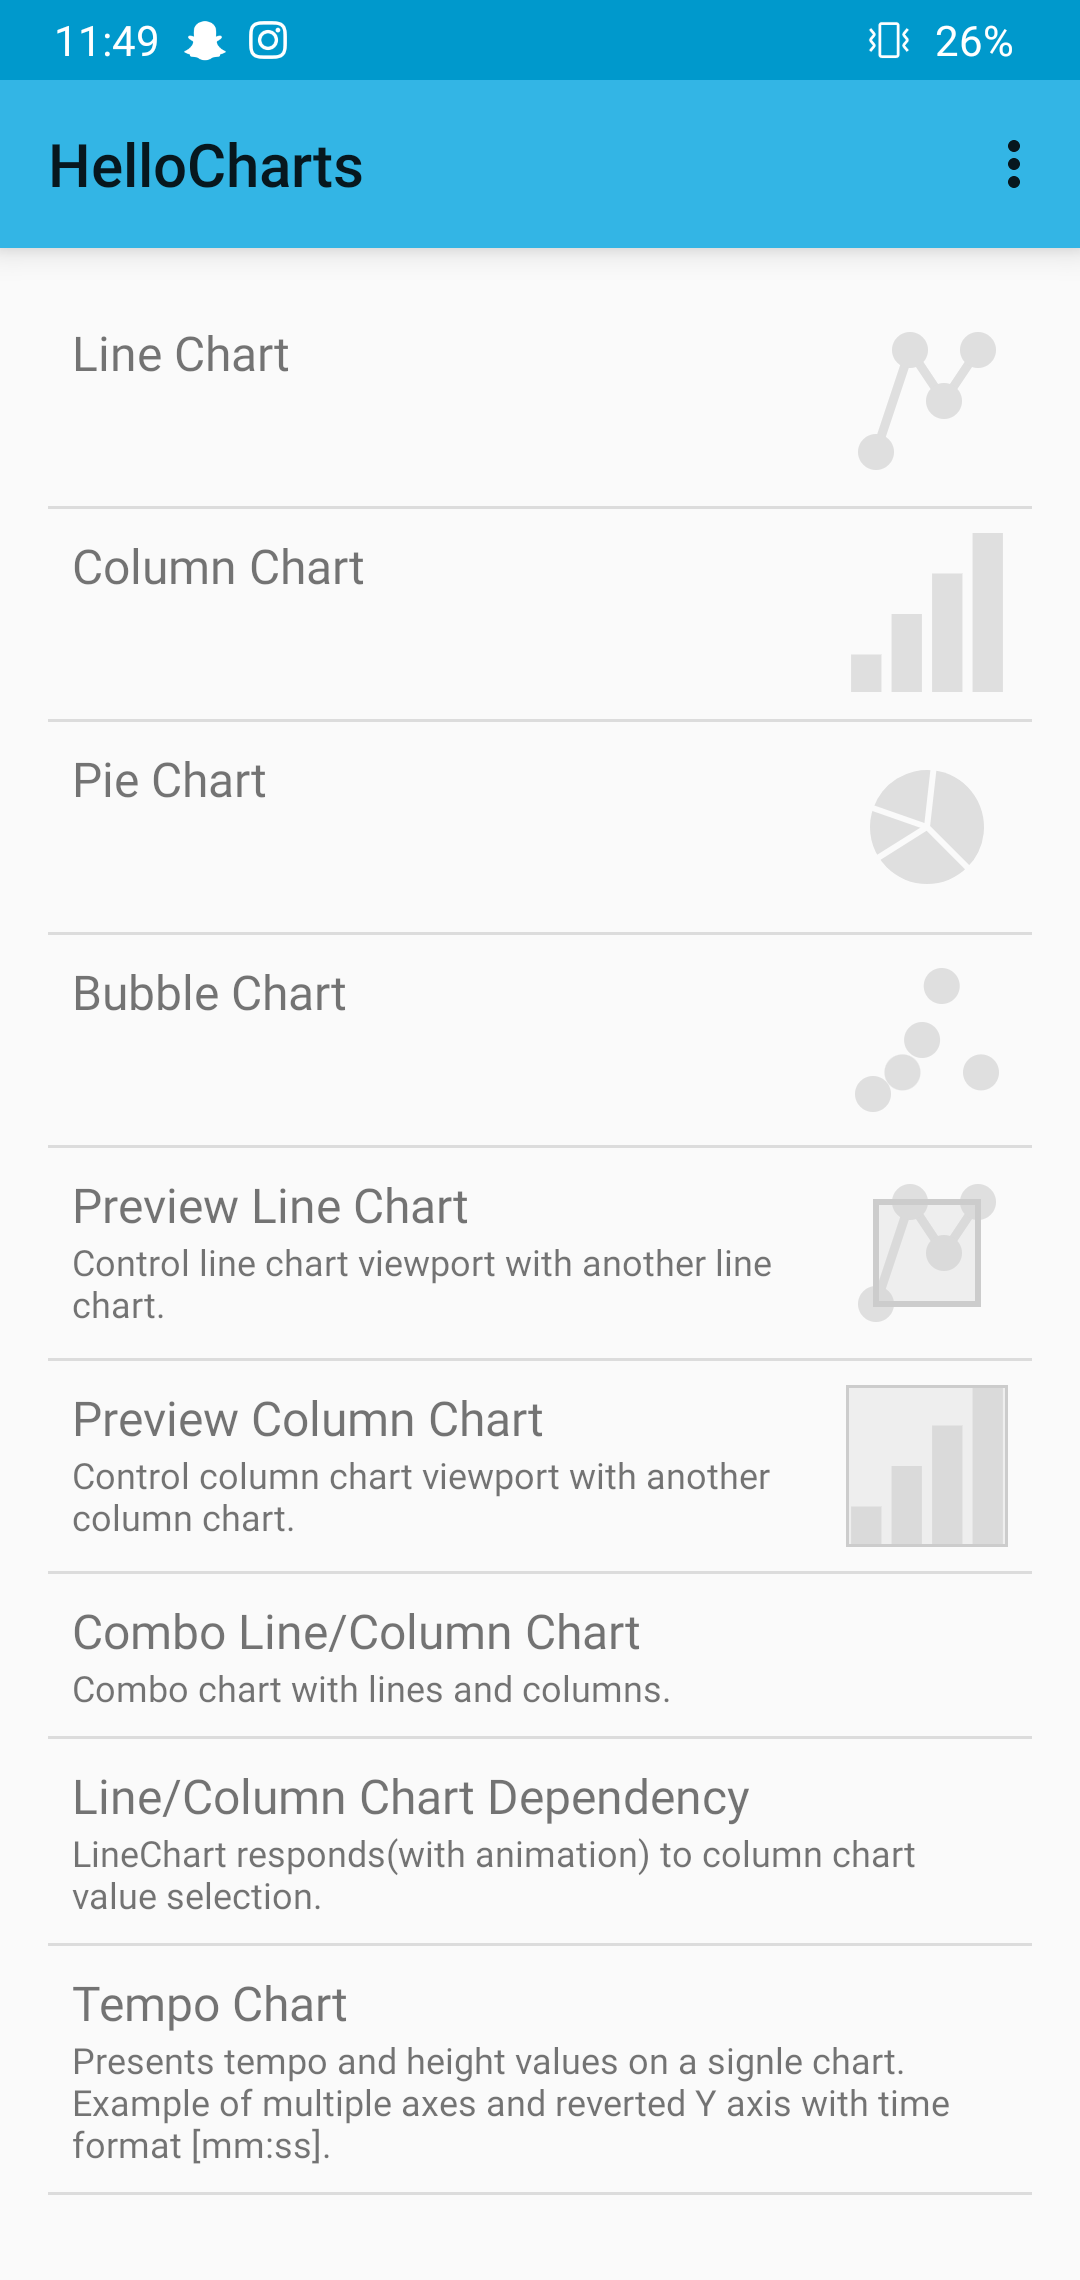 11:49
26%
HelloCharts
Line Chart
Column Chart
Pie Chart
Bubble Chart
Preview Line Chart
Control line chart viewport with another line
chart.
Preview Column Chart
Control column chart viewport with another
column chart.
Combo Line/Column Chart
Combo chart with lines and columns.
Line/Column Chart Dependency
LineChart responds(with animation) to column chart
value selection.
Tempo Chart
Presents tempo and height values on a signle chart.
Example of multiple axes and reverted Y axis with time
format [mm:ss].